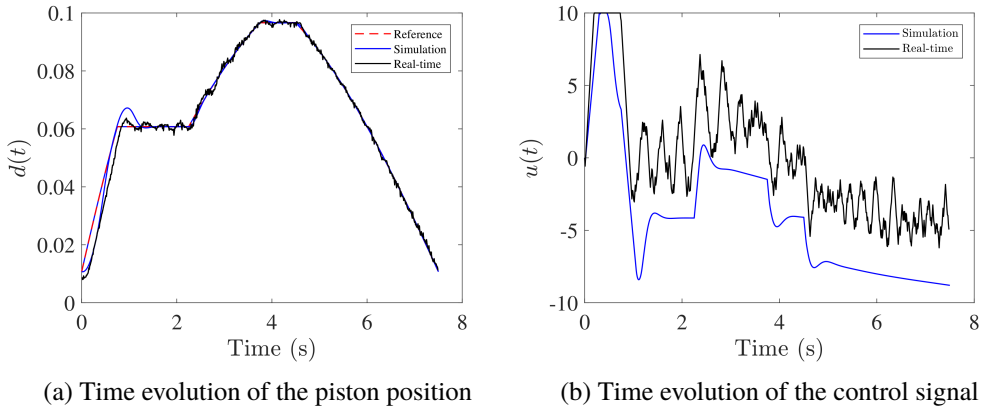 0.1
0.08
0.06
0.04
0.02
0
0
2
4
6
8
d(t)
Time (s)
Reference
Simulation
Real-time
(a) Time evolution of the piston position
10
5
0
-5
-10
0
2
4
6
8
u(t)
Time (s)
Simulation
Real-time
(b) Time evolution of the control signal